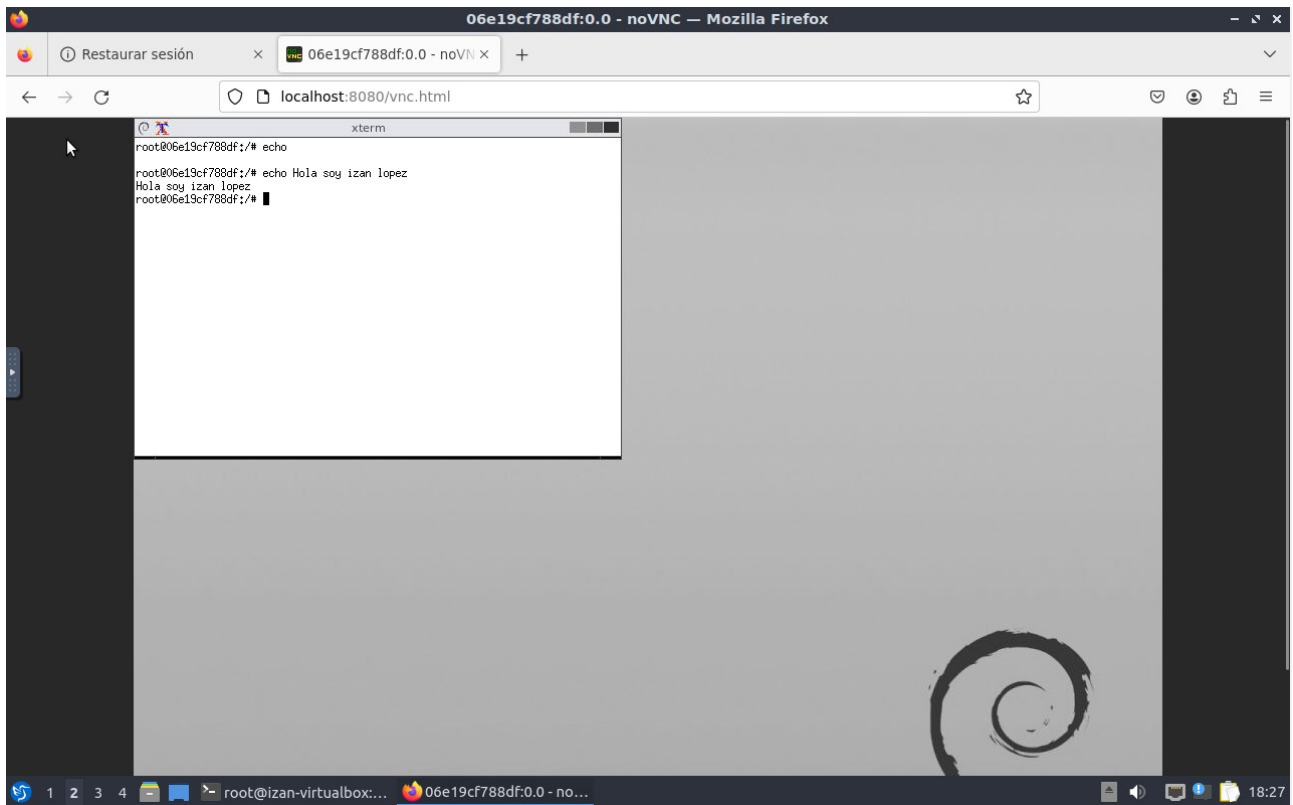 06e19cf788df:0.0 - noVNC — Mozilla Firefox
Restaurar sesión
06e19cf788df:0.0 - noVN
localhost:8080/vnc.html
xterm
root@06e19cf788df:/# echo
root@06e19cf788df:/# echo Hola soy izan lopez
Hola soy izan lopez
root@06e19cf788df:/#
1 2 3 4 root@izan-virtualbox:... 06e19cf788df:0.0 - no... 18:27